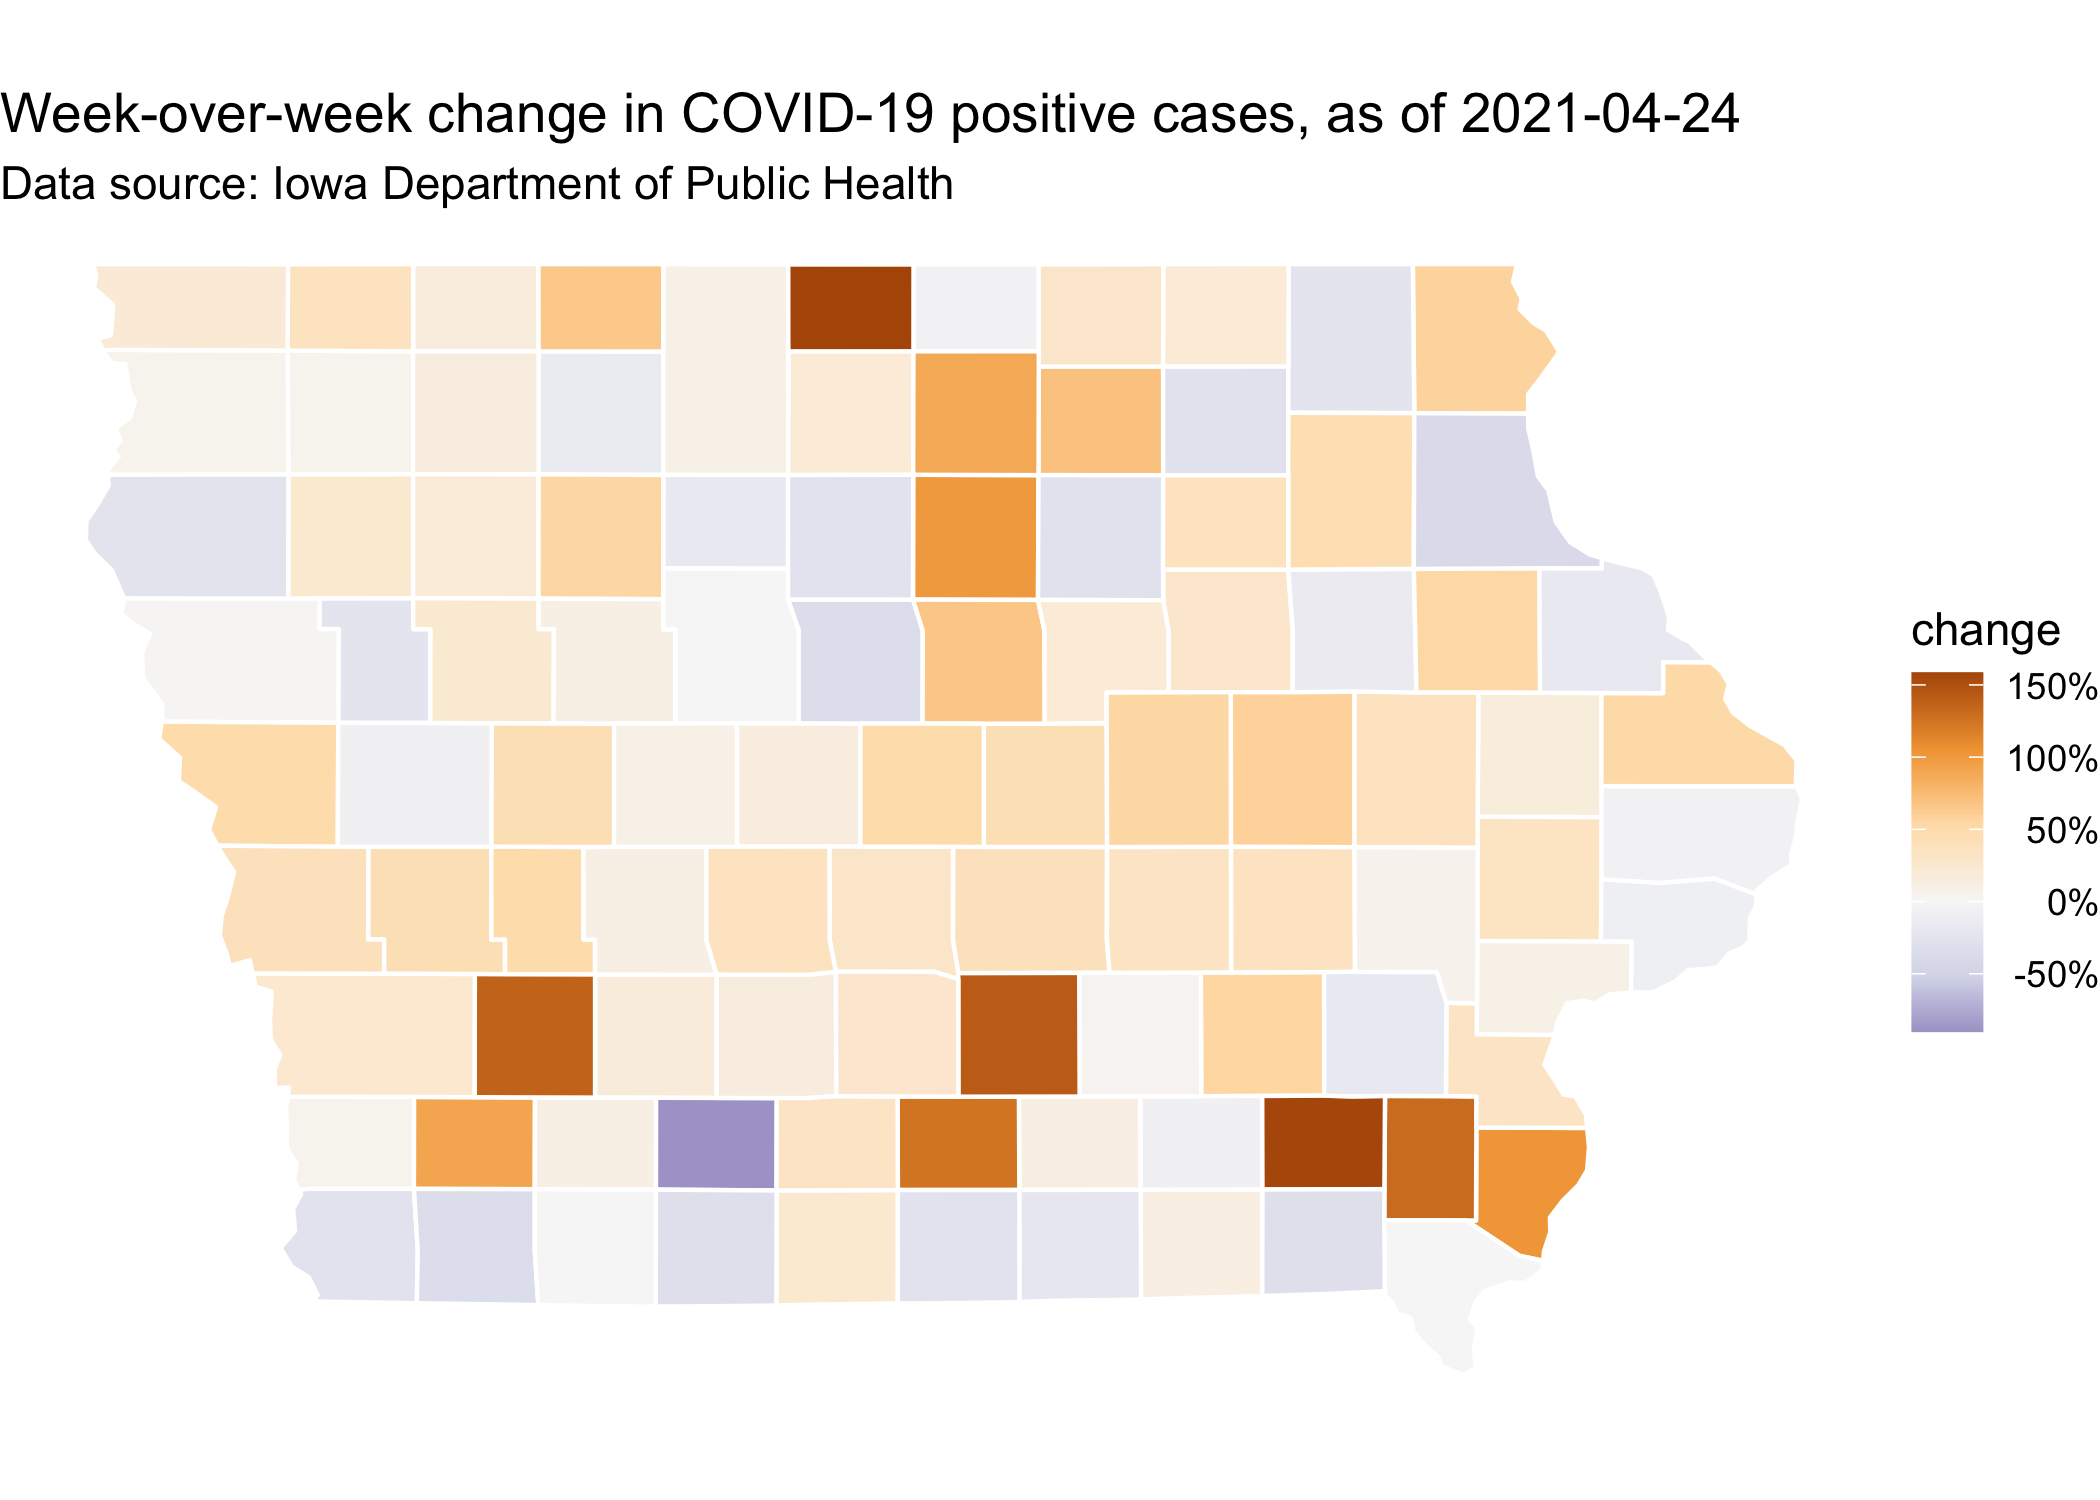 Week-over-week change in COVID-19 positive cases, as of 2021-04-24
Data source: Iowa Department of Public Health
change
150%
100%
50%
0%
-50%